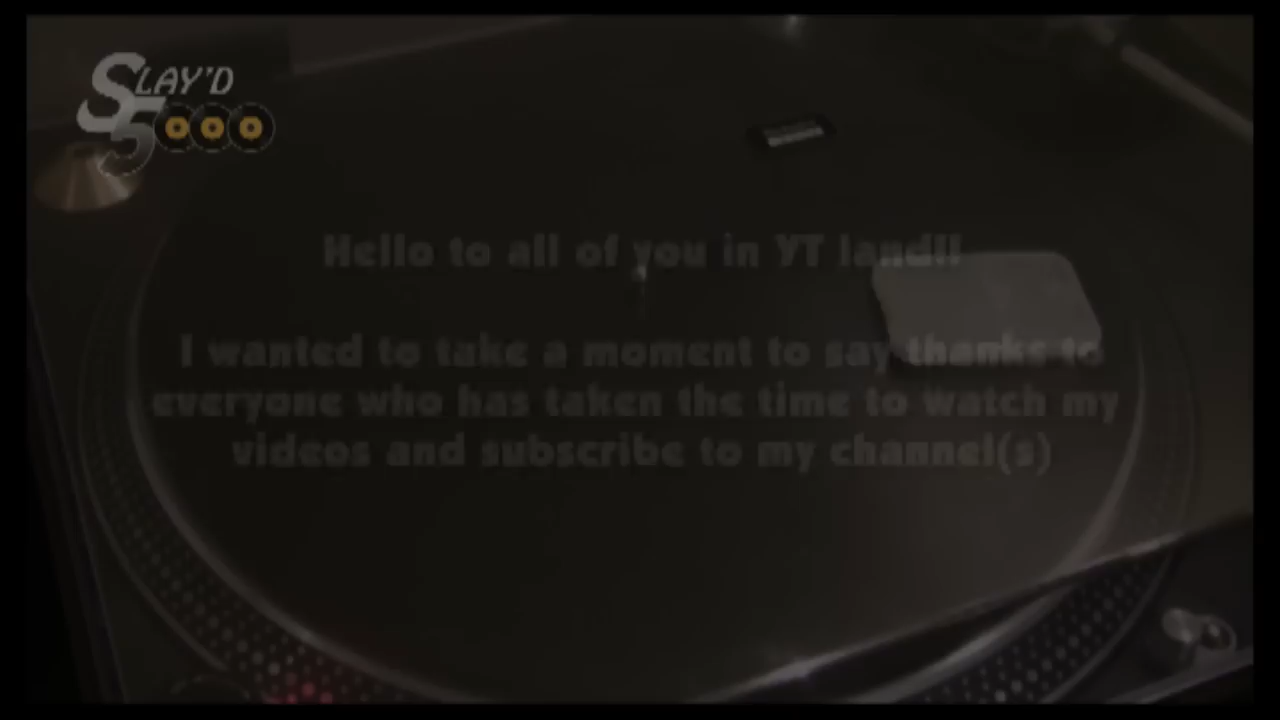 SLAY'D
5000
Hello to all of you in YT land!!
I wanted to take a moment to say thanks to
everyone who has taken the time to watch my
videos and subscribe to my channel(s)